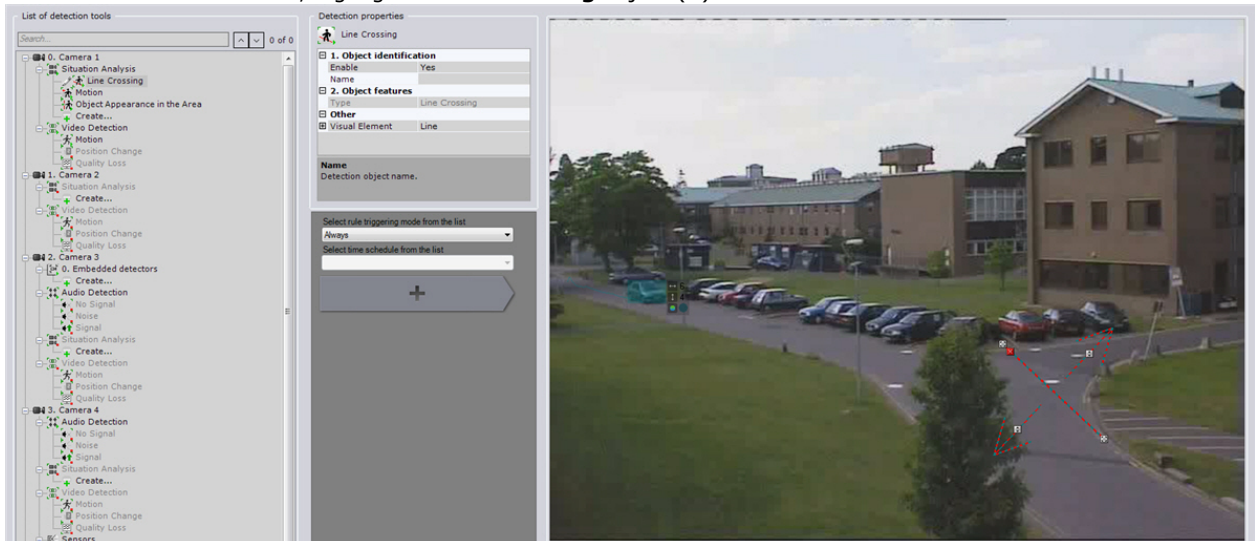 List of detection tools
Search...
0 of 0
0. Camera 1
Situation Analysis
Line Crossing
Motion
Object Appearance in the Area
Create...
Video Detection
Motion
Position Change
Quality Loss
1. Camera 2
Situation Analysis
Create...
Video Detection
Motion
Position Change
Quality Loss
2. Camera 3
0. Embedded detectors
Create...
Audio Detection
No Signal
Noise
Signal
Situation Analysis
Create...
Video Detection
Motion
Position Change
Quality Loss
3. Camera 4
Audio Detection
No Signal
Noise
Signal
Situation Analysis
Create...
Video Detection
Motion
Position Change
Quality Loss
Sensors
Detection properties
Line Crossing
1. Object identification
Enable Yes
Name
2. Object features
Type Line Crossing
Other
Visual Element Line
Name
Detection object name.
Select rule triggering mode from the list
Always
Select time schedule from the list